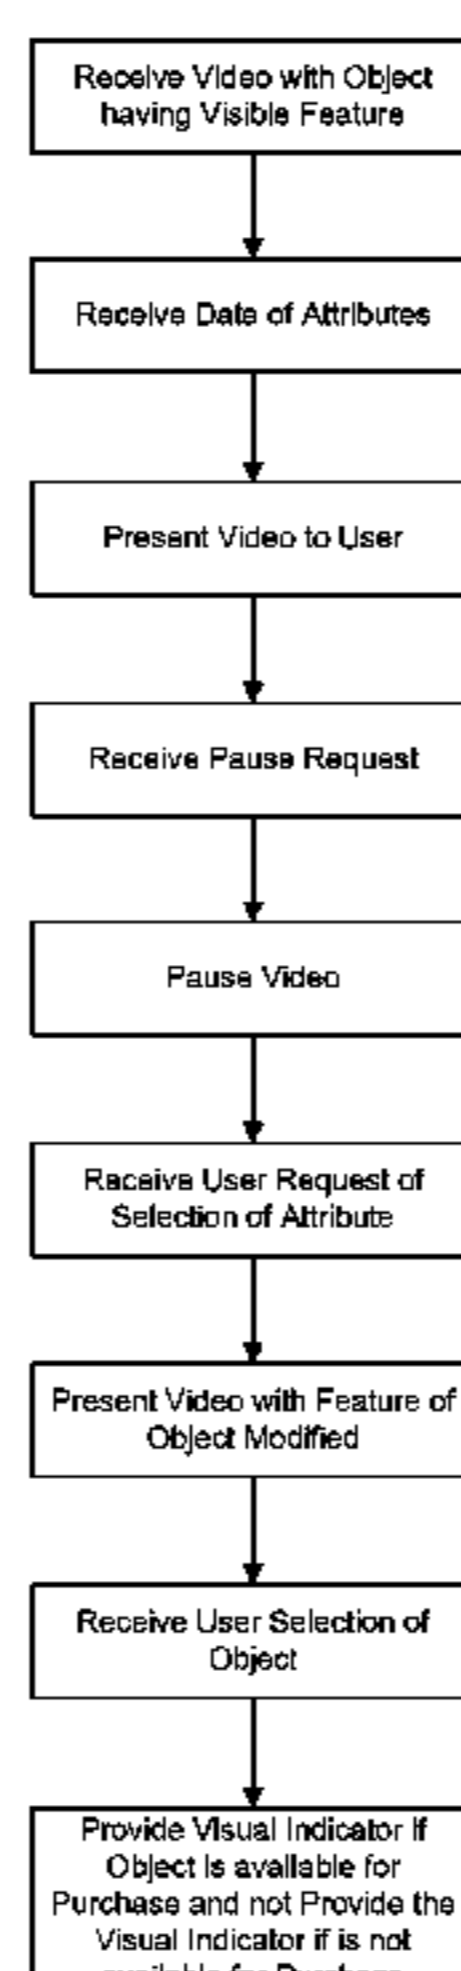 Receive Video with Object
having Visible Feature
Receive Date of Attributes
Present Video to User
Receive Pause Request
Pause Video
Receive User Request of
Selection of Attribute
Present Video with Feature of
Object Modified
Receive User Selection of
Object
Provide Visual Indicator if
Object is available for
Purchase and not Provide the
Visual Indicator if is not
available for Purchase